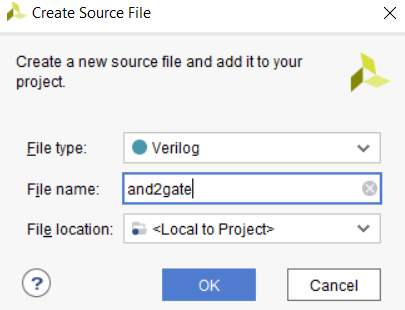 Create Source File
Create a new source file and add it to your
project.
File type: Verilog
File name: and2gate
File location: <Local to Project>
? OK Cancel